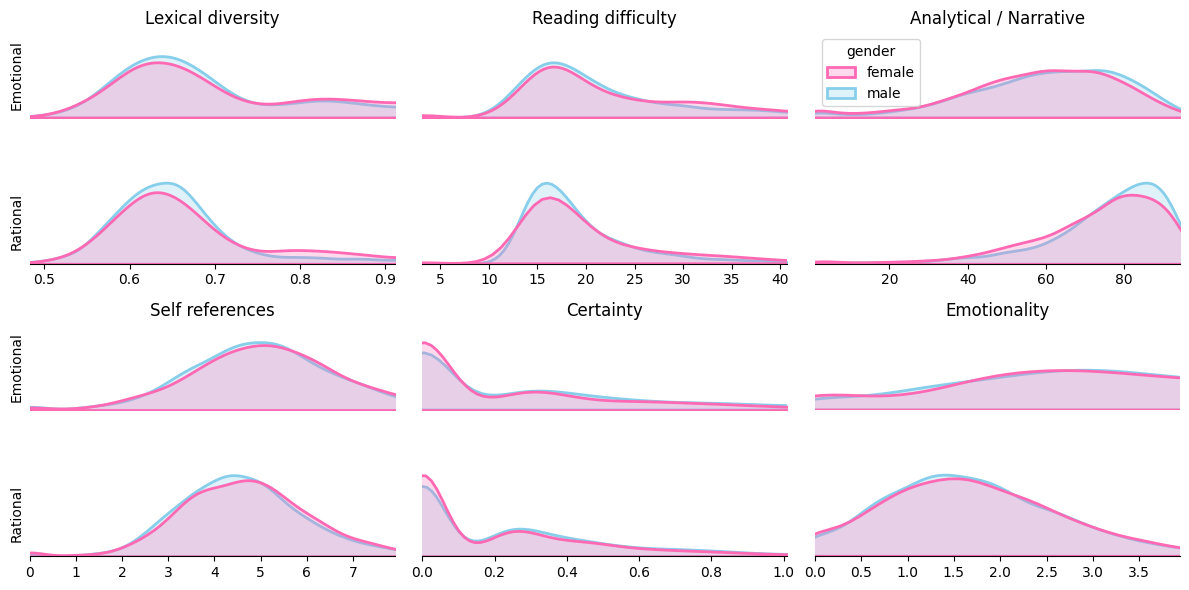 Lexical diversity
Reading difficulty
Analytical / Narrative
Emotional
gender
female
male
Rational
0.5 0.6 0.7 0.8 0.9
5 10 15 20 25 30 35 40
20 40 60 80
Self references
Certainty
Emotionality
Emotional
Rational
0 1 2 3 4 5 6 7
0.0 0.2 0.4 0.6 0.8 1.0
0.0 0.5 1.0 1.5 2.0 2.5 3.0 3.5